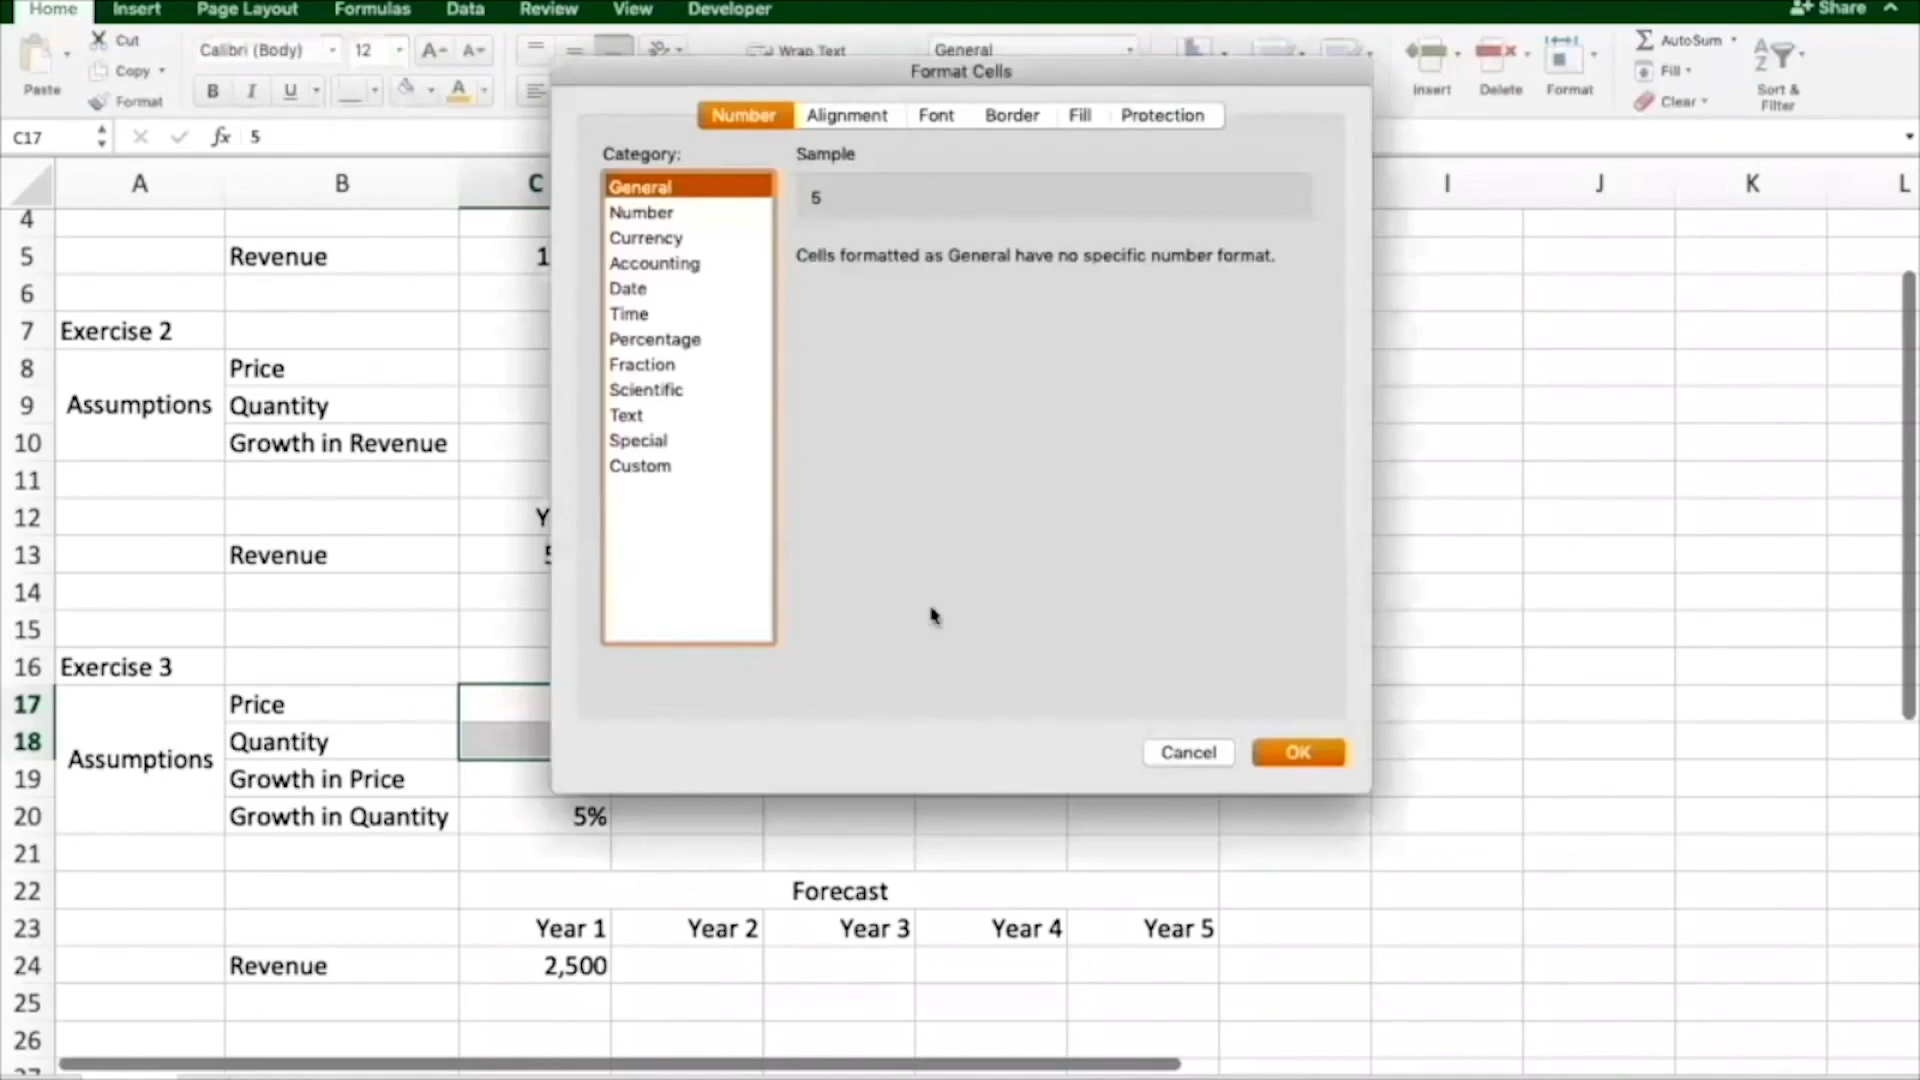 Home Insert Page Layout Formulas Data Review View Developer Share
Cut
Copy
Format
Paste
Calibri (Body) 12 A A
B I U A
Wrap Text
General
Insert Delete Format
AutoSum
Fill
Clear
Sort &
Filter
C17 fx 5
Format Cells
Number Alignment Font Border Fill Protection
Category:
General
Number
Currency
Accounting
Date
Time
Percentage
Fraction
Scientific
Text
Special
Custom
Sample
5
Cells formatted as General have no specific number format.
Cancel OK
A B C I J K L
4
5 Revenue 1
6
7 Exercise 2
8 Price
9 Assumptions Quantity
10 Growth in Revenue
11
12 Y
13 Revenue 5
14
15
16 Exercise 3
17 Price
18 Quantity
Assumptions
19 Growth in Price
20 Growth in Quantity 5%
21
22 Forecast
23 Year 1 Year 2 Year 3 Year 4 Year 5
24 Revenue 2,500
25
26